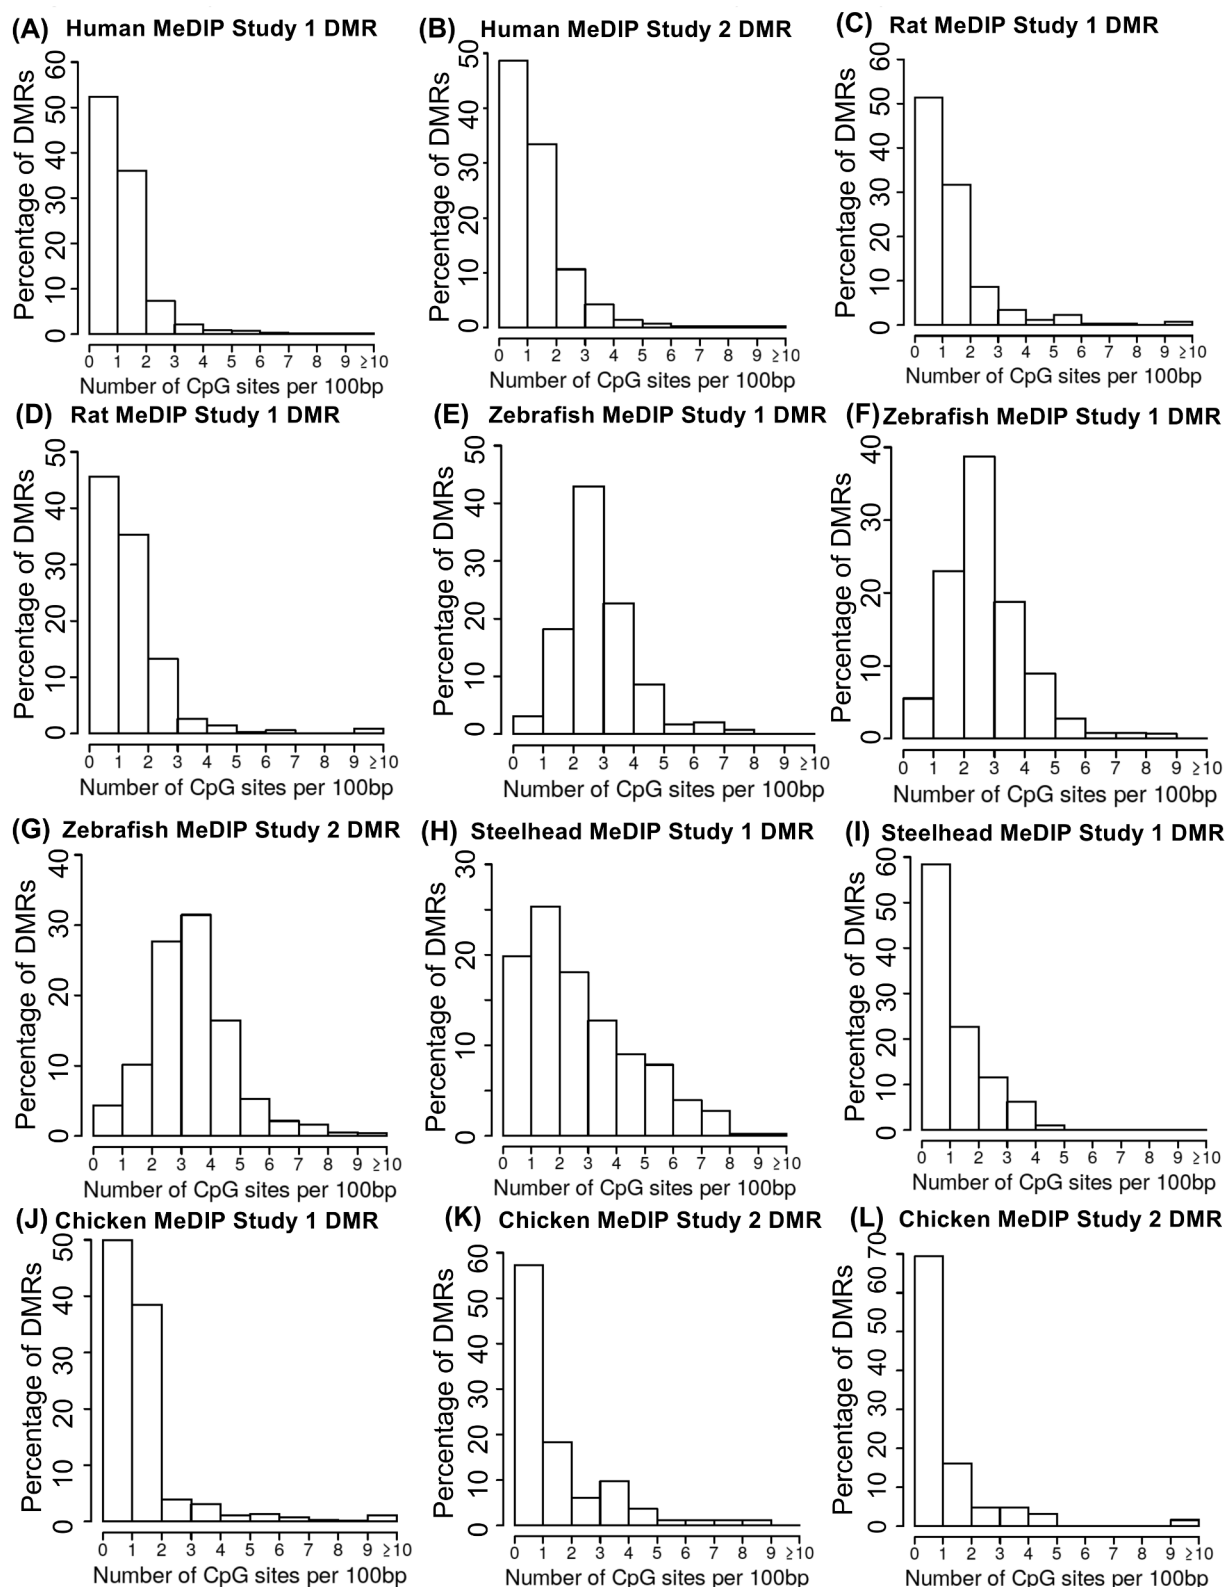 (A) Human MeDIP Study 1 DMR
Percentage of DMRs
0 10 20 30 40 50 60
0 1 2 3 4 5 6 7 8 9 ≥10
Number of CpG sites per 100bp
(B) Human MeDIP Study 2 DMR
Percentage of DMRs
0 10 20 30 40 50
0 1 2 3 4 5 6 7 8 9 ≥10
Number of CpG sites per 100bp
(C) Rat MeDIP Study 1 DMR
Percentage of DMRs
0 10 20 30 40 50 60
0 1 2 3 4 5 6 7 8 9 ≥10
Number of CpG sites per 100bp
(D) Rat MeDIP Study 1 DMR
Percentage of DMRs
0 10 20 30 40 50
0 1 2 3 4 5 6 7 8 9 ≥10
Number of CpG sites per 100bp
(E) Zebrafish MeDIP Study 1 DMR
Percentage of DMRs
0 10 20 30 40 50
0 1 2 3 4 5 6 7 8 9 ≥10
Number of CpG sites per 100bp
(F) Zebrafish MeDIP Study 1 DMR
Percentage of DMRs
0 10 20 30 40
0 1 2 3 4 5 6 7 8 9 ≥10
Number of CpG sites per 100bp
(G) Zebrafish MeDIP Study 2 DMR
Percentage of DMRs
0 10 20 30 40
0 1 2 3 4 5 6 7 8 9 ≥10
Number of CpG sites per 100bp
(H) Steelhead MeDIP Study 1 DMR
Percentage of DMRs
0 10 20 30
0 1 2 3 4 5 6 7 8 9 ≥10
Number of CpG sites per 100bp
(I) Steelhead MeDIP Study 1 DMR
Percentage of DMRs
0 10 20 30 40 50 60
0 1 2 3 4 5 6 7 8 9 ≥10
Number of CpG sites per 100bp
(J) Chicken MeDIP Study 1 DMR
Percentage of DMRs
0 10 20 30 40 50
0 1 2 3 4 5 6 7 8 9 ≥10
Number of CpG sites per 100bp
(K) Chicken MeDIP Study 2 DMR
Percentage of DMRs
0 10 20 30 40 50 60
0 1 2 3 4 5 6 7 8 9 ≥10
Number of CpG sites per 100bp
(L) Chicken MeDIP Study 2 DMR
Percentage of DMRs
0 10 20 30 40 50 60 70
0 1 2 3 4 5 6 7 8 9 ≥10
Number of CpG sites per 100bp